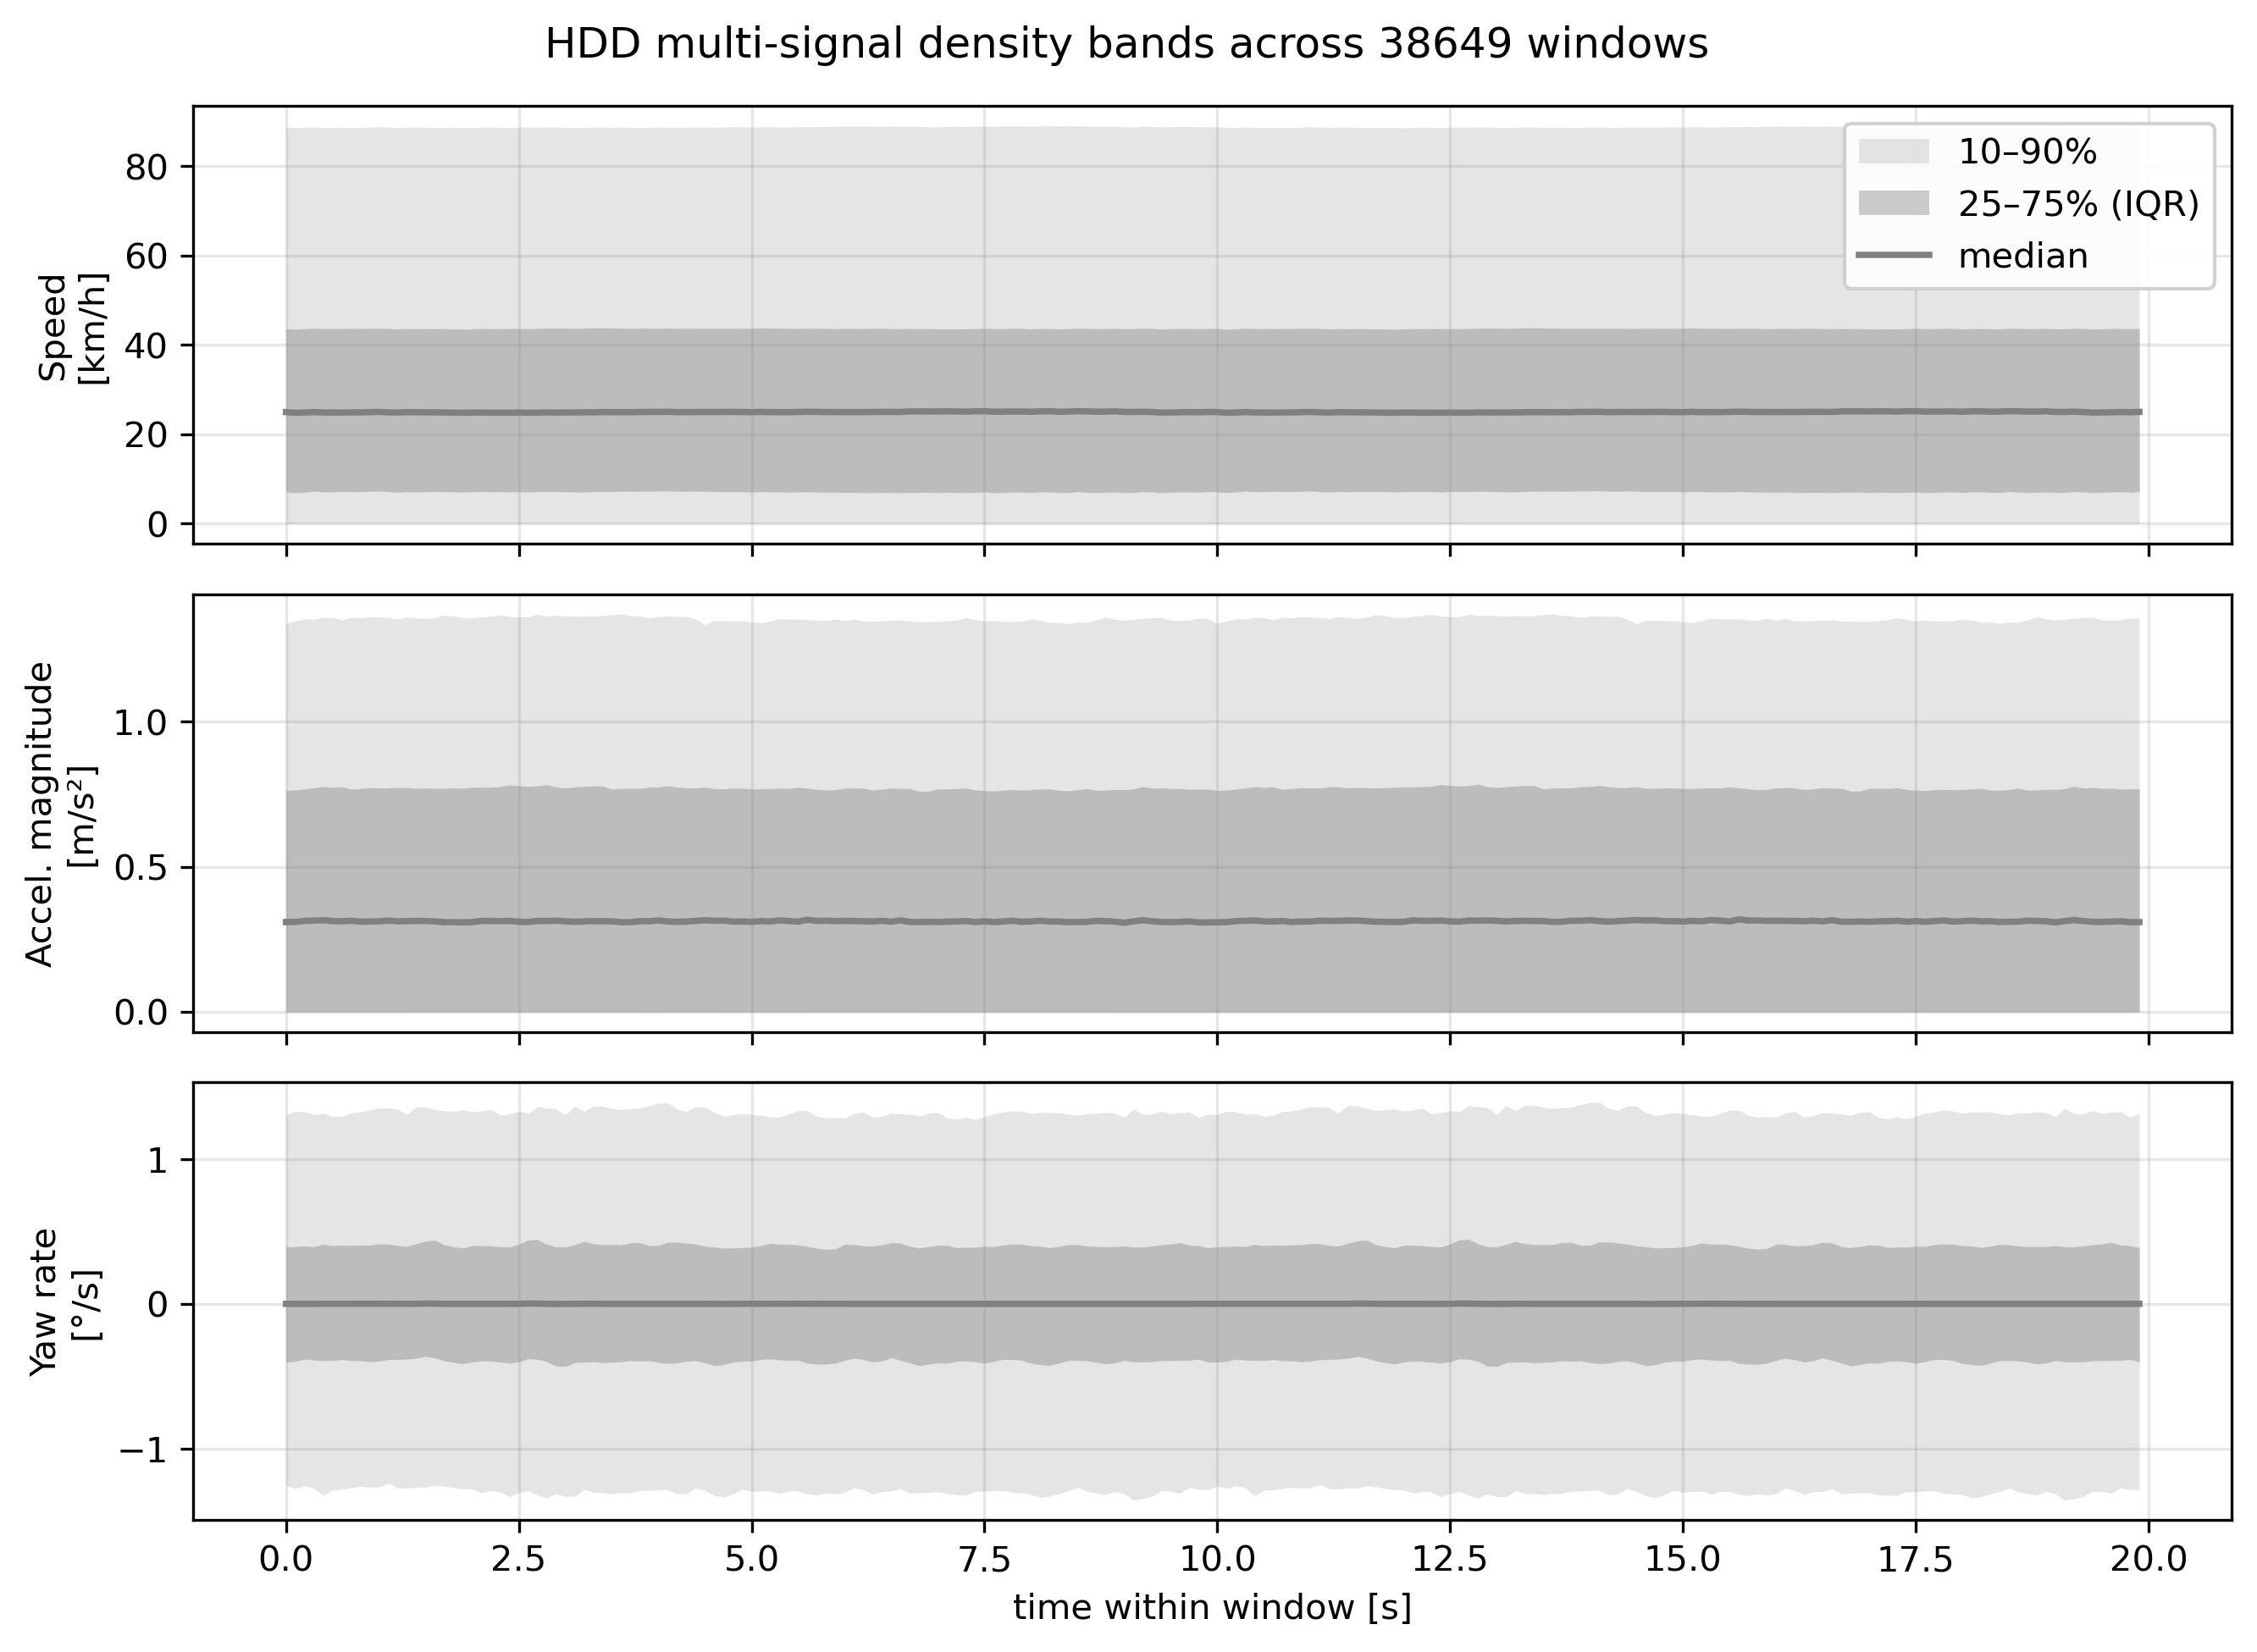 HDD multi-signal density bands across 38649 windows
Speed
[km/h]
80
60
40
20
0
10–90%
25–75% (IQR)
median
Accel. magnitude
[m/s²]
1.0
0.5
0.0
Yaw rate
[°/s]
1
0
−1
0.0 2.5 5.0 7.5 10.0 12.5 15.0 17.5 20.0
time within window [s]